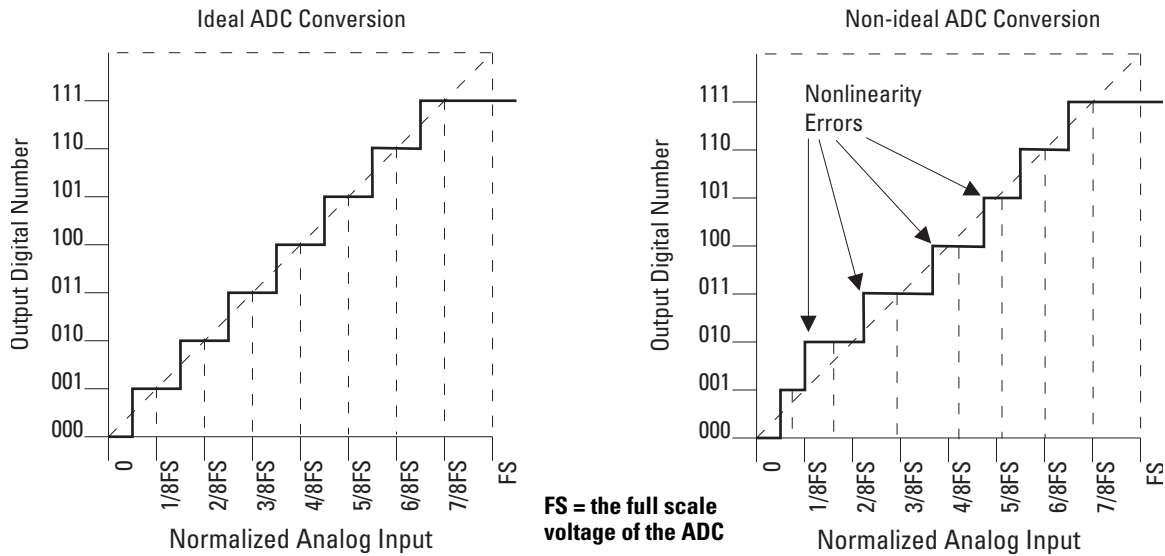 Ideal ADC Conversion
Output Digital Number
111
110
101
100
011
010
001
000
0
1/8FS
2/8FS
3/8FS
4/8FS
5/8FS
6/8FS
7/8FS
FS
Normalized Analog Input
FS = the full scale
voltage of the ADC
Non-ideal ADC Conversion
Nonlinearity
Errors
Output Digital Number
111
110
101
100
011
010
001
000
0
1/8FS
2/8FS
3/8FS
4/8FS
5/8FS
6/8FS
7/8FS
FS
Normalized Analog Input